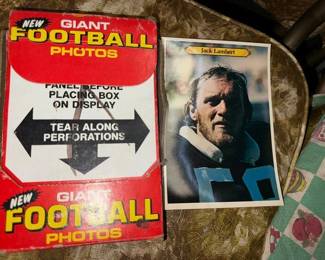 NEW
GIANT
FOOTBALL
PHOTOS
PANEL BEFORE
PLACING BOX
ON DISPLAY
TEAR ALONG
PERFORATIONS
NEW
GIANT
FOOTBALL
PHOTOS
Jack Lambert